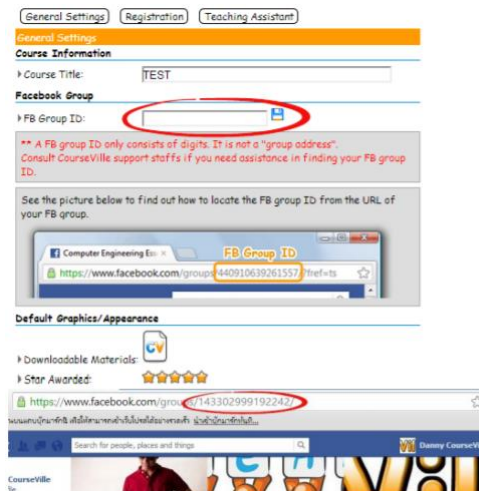 General Settings Registration Teaching Assistant
General Settings
Course Information
Course Title: TEST
Facebook Group
FB Group ID:
** A FB group ID only consists of digits. It is not a "group address".
Consult CourseVille support staffs if you need assistance in finding your FB group
ID.
See the picture below to find out how to locate the FB group ID from the URL of
your FB group.
Computer Engineering Ess
FB Group ID
https://www.facebook.com/groups/440910639261557/?fref=ts
Default Graphics/Appearance
Downloadable Materials: CV
Star Awarded:
https://www.facebook.com/groups/143302999192242/
Search for people, places and things
Danny CourseVi
CourseVille